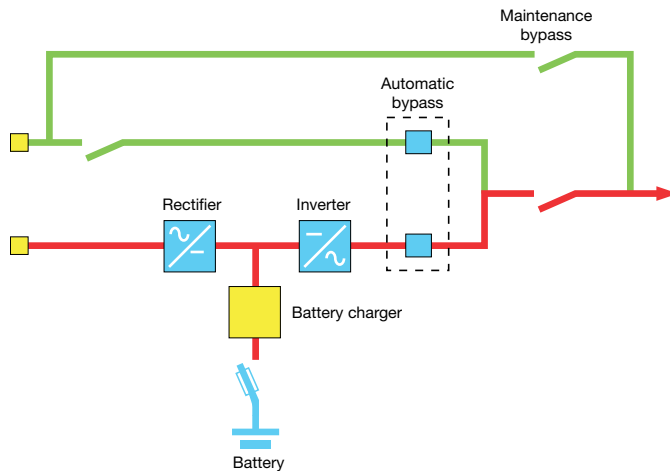 Maintenance
bypass
Automatic
bypass
Rectifier
Inverter
Battery charger
Battery